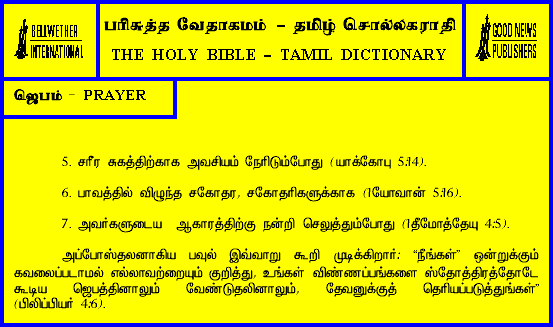 BELLWETHER
INTERNATIONAL
பரிசுத்த வேதாகமம் – தமிழ் சொல்லகராதி
THE HOLY BIBLE – TAMIL DICTIONARY
GOOD NEWS
PUBLISHERS
ஜெபம் – PRAYER
5. சரீர சுகத்திற்காக அவசியம் நேரிடும்போது (யாக்கோபு 5:14).
6. பாவத்தில் விழுந்த சகோதர, சகோதரிகளுக்காக (1யோவான் 5:16).
7. அவர்களுடைய ஆகாரத்திற்கு நன்றி செலுத்தும்போது (1தீமோத்தேயு 4:5).
அப்போஸ்தலனாகிய பவுல் இவ்வாறு கூறி முடிக்கிறார்: “நீங்கள்” ஒன்றுக்கும்
கவலைப்படாமல் எல்லாவற்றையும் குறித்து, உங்கள் விண்ணப்பங்களை ஸ்தோத்திரத்தோடே
கூடிய ஜெபத்தினாலும் வேண்டுதலினாலும், தேவனுக்குத் தெரியப்படுத்துங்கள்”
(பிலிப்பியர் 4:6).